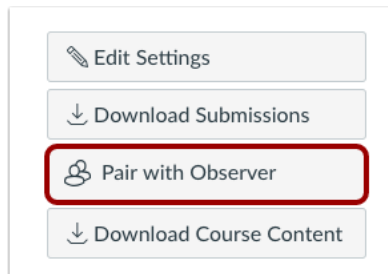 Edit Settings
Download Submissions
Pair with Observer
Download Course Content